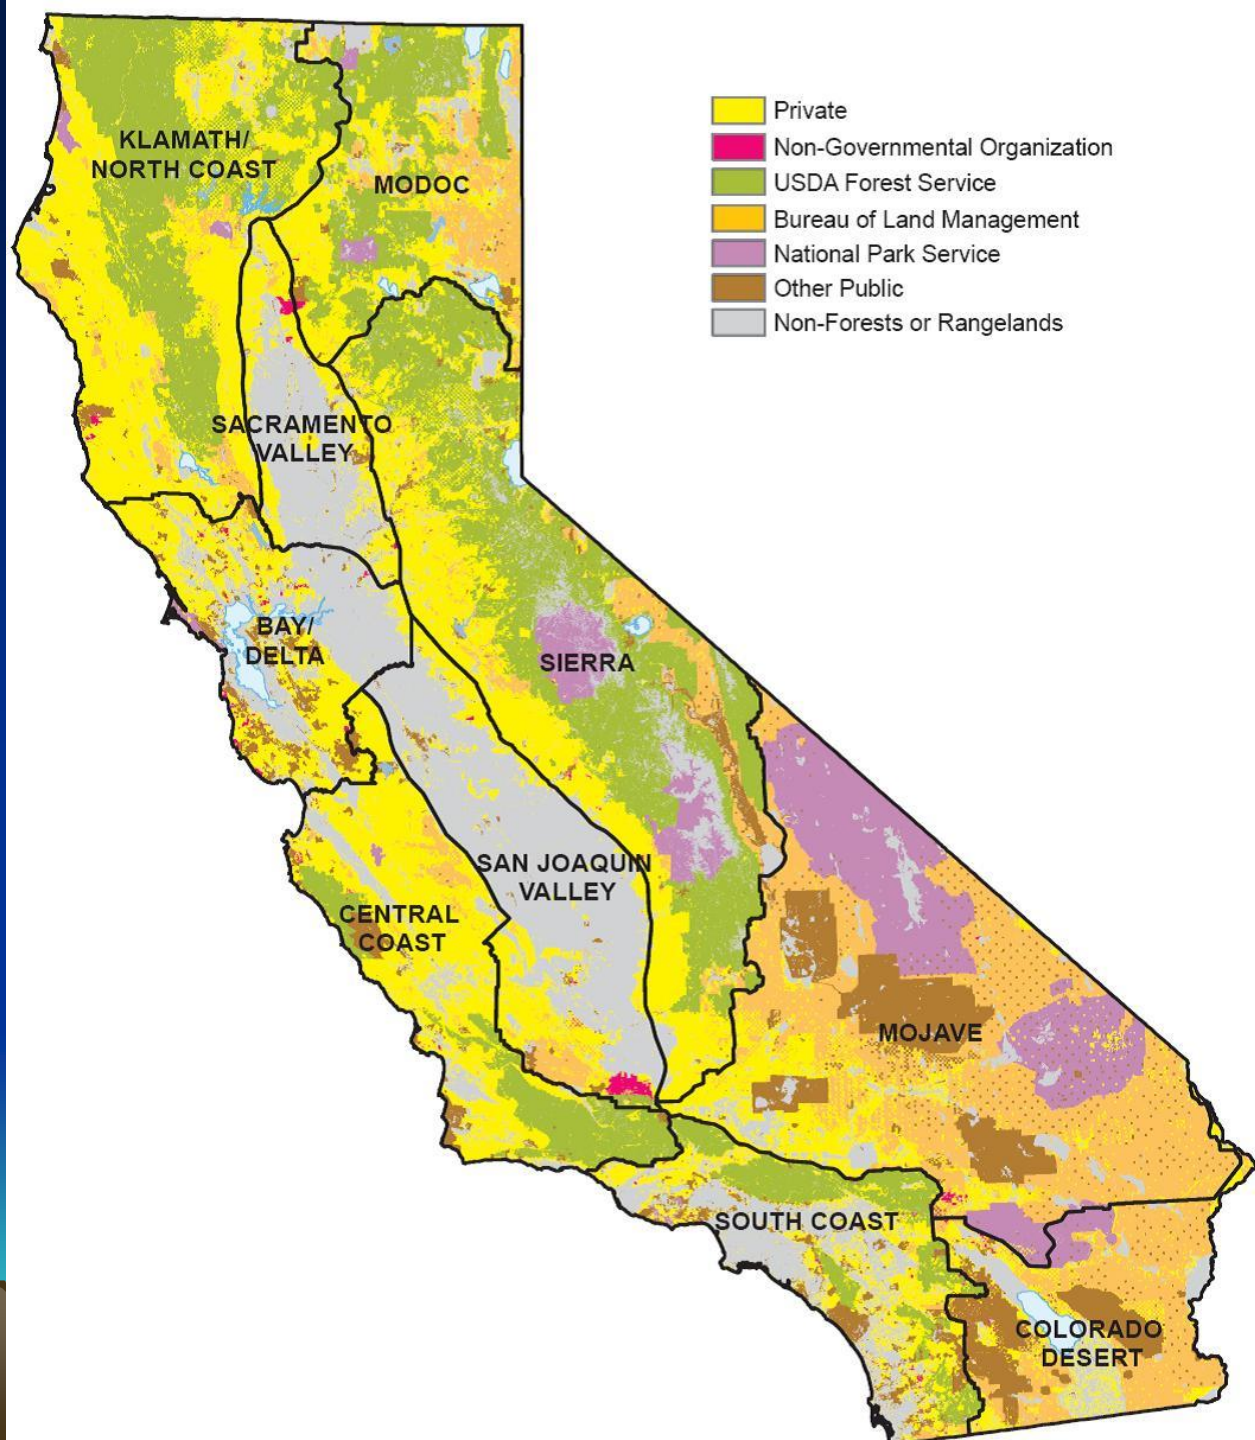 Private
Non-Governmental Organization
USDA Forest Service
Bureau of Land Management
National Park Service
Other Public
Non-Forests or Rangelands
KLAMATH/
NORTH COAST
MODOC
SACRAMENTO
VALLEY
BAY/
DELTA
SIERRA
SAN JOAQUIN
VALLEY
CENTRAL
COAST
MOJAVE
SOUTH COAST
COLORADO
DESERT